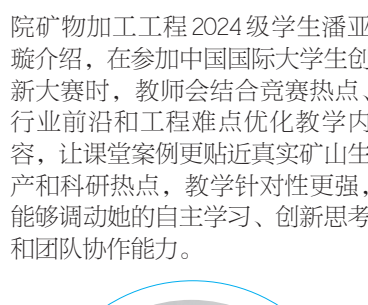 院矿物加工工程2024级学生潘亚
璇介绍，在参加中国国际大学生创
新大赛时，教师会结合竞赛热点、
行业前沿和工程难点优化教学内
容，让课堂案例更贴近真实矿山生
产和科研热点，教学针对性更强，
能够调动她的自主学习、创新思考
和团队协作能力。